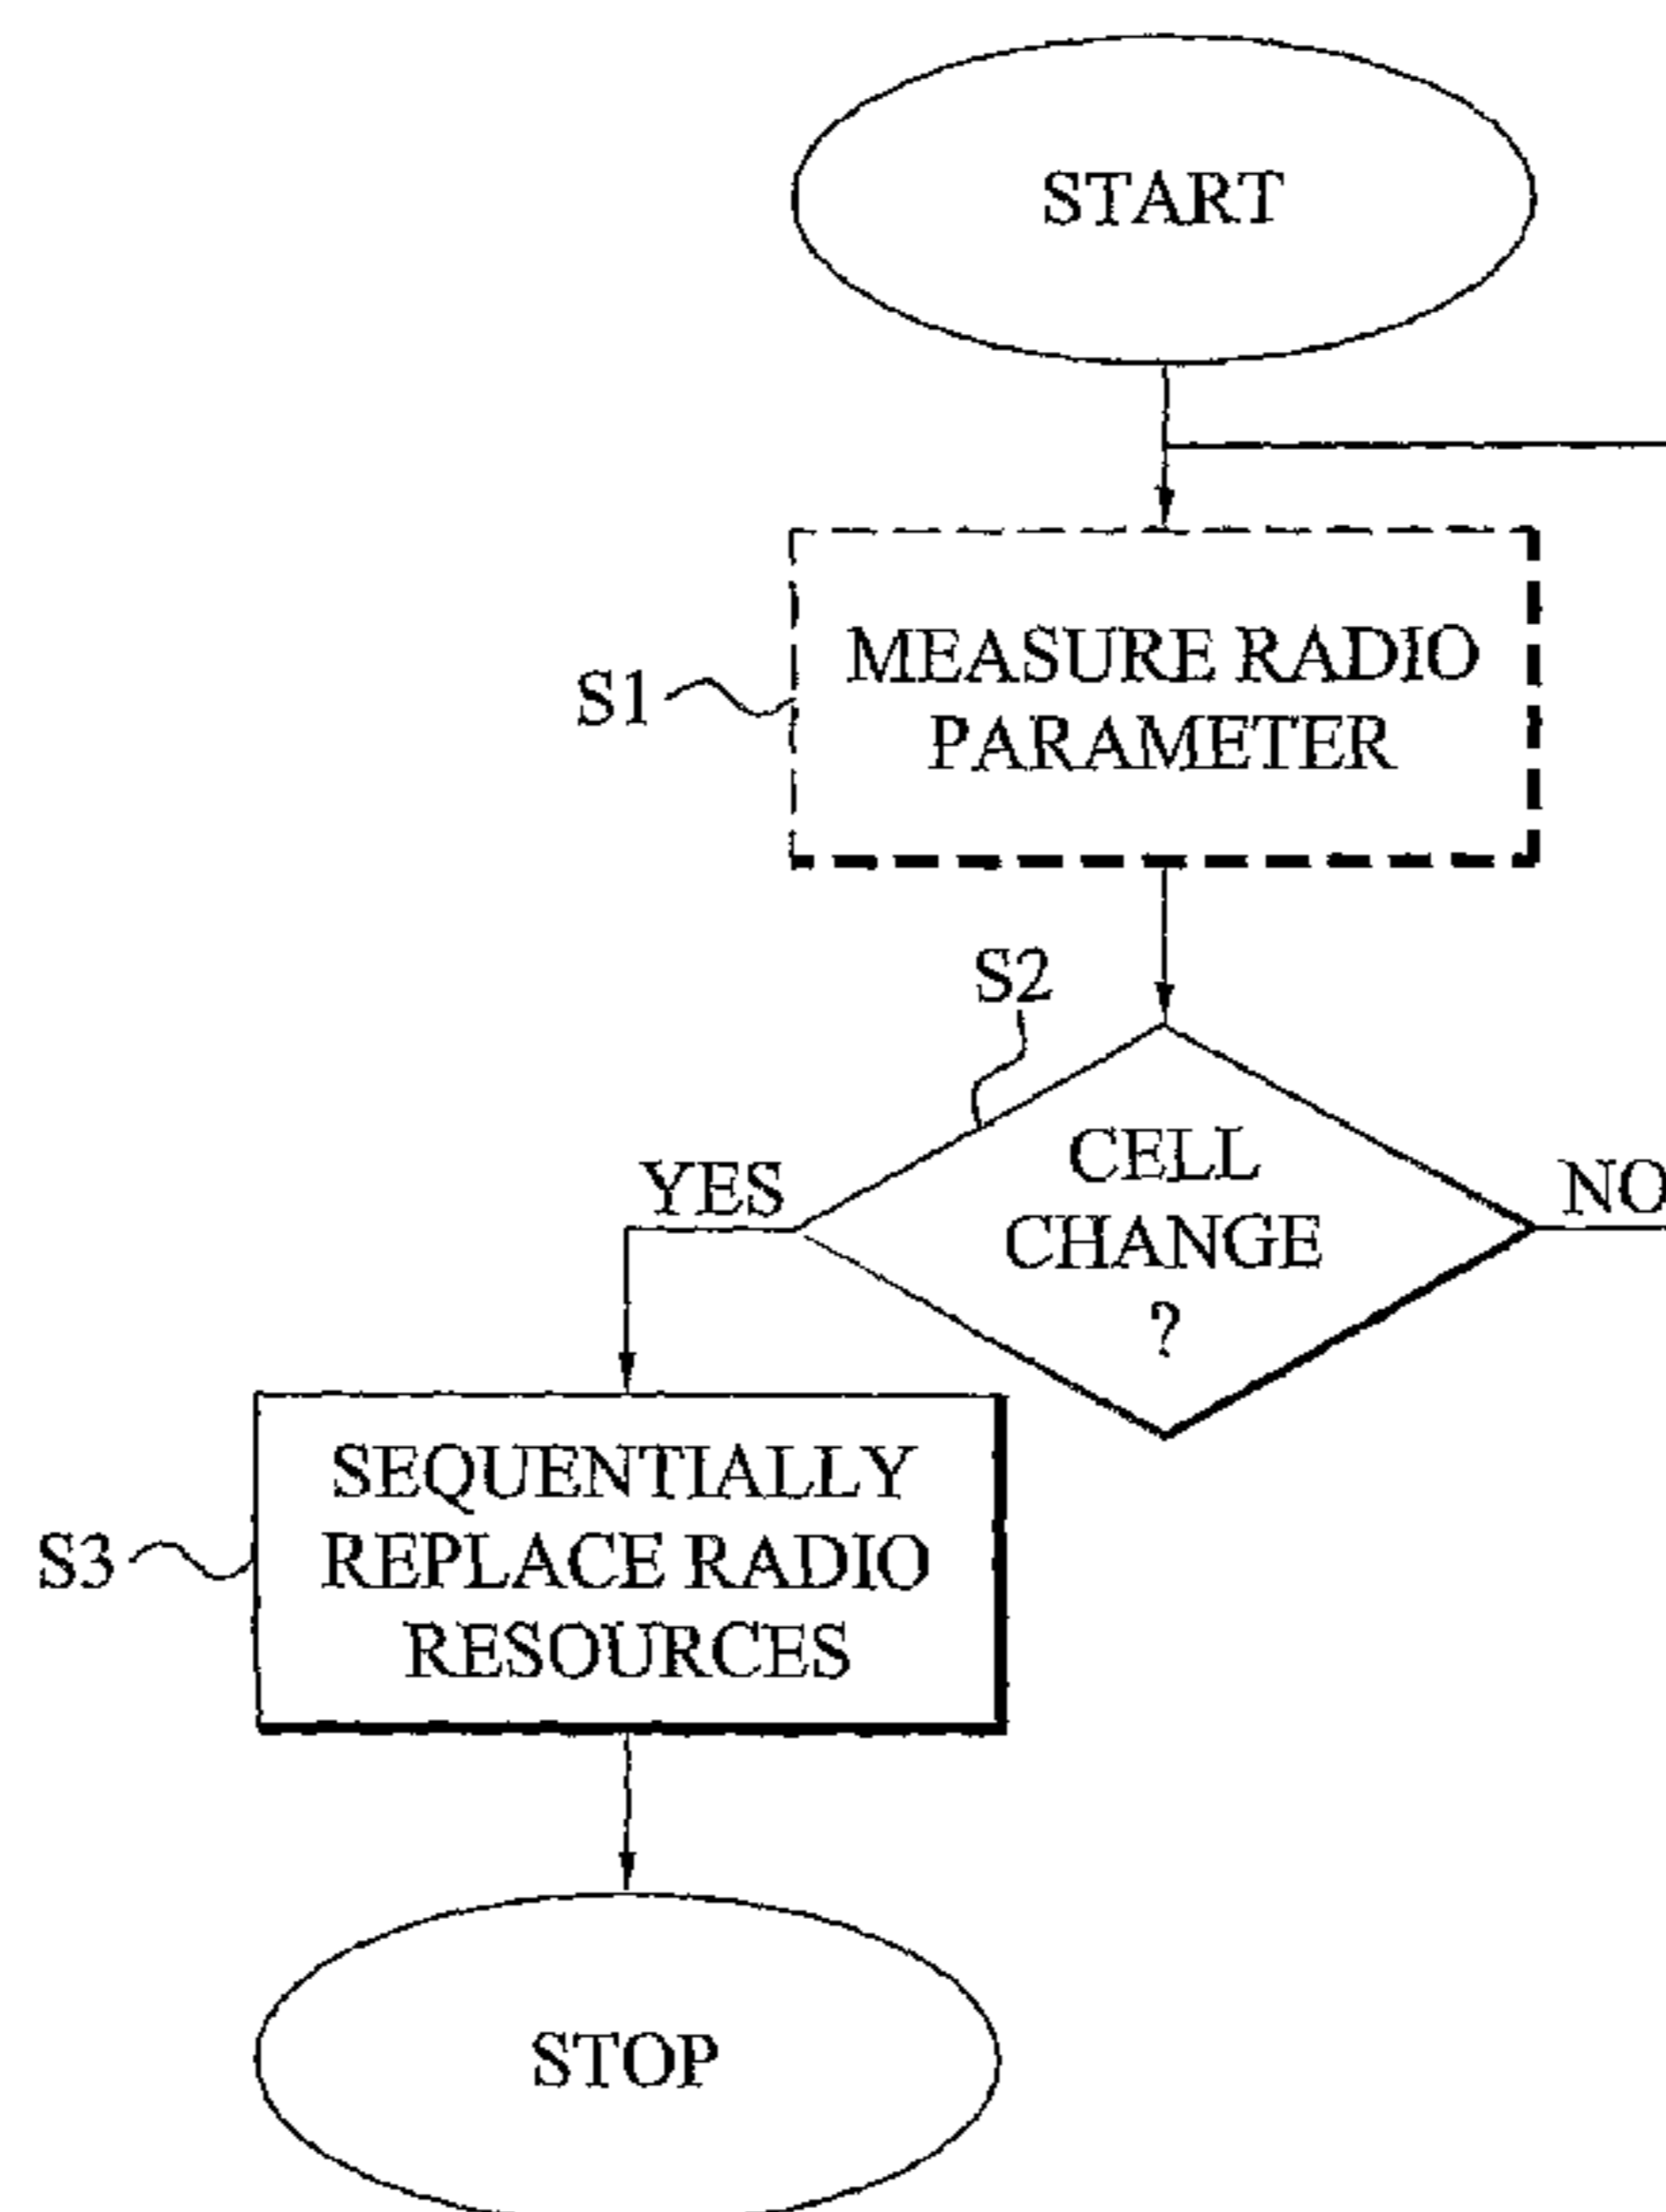 START
MEASURE RADIO
PARAMETER
S1
S2
CELL
CHANGE
?
YES
NO
SEQUENTIALLY
REPLACE RADIO
RESOURCES
S3
STOP